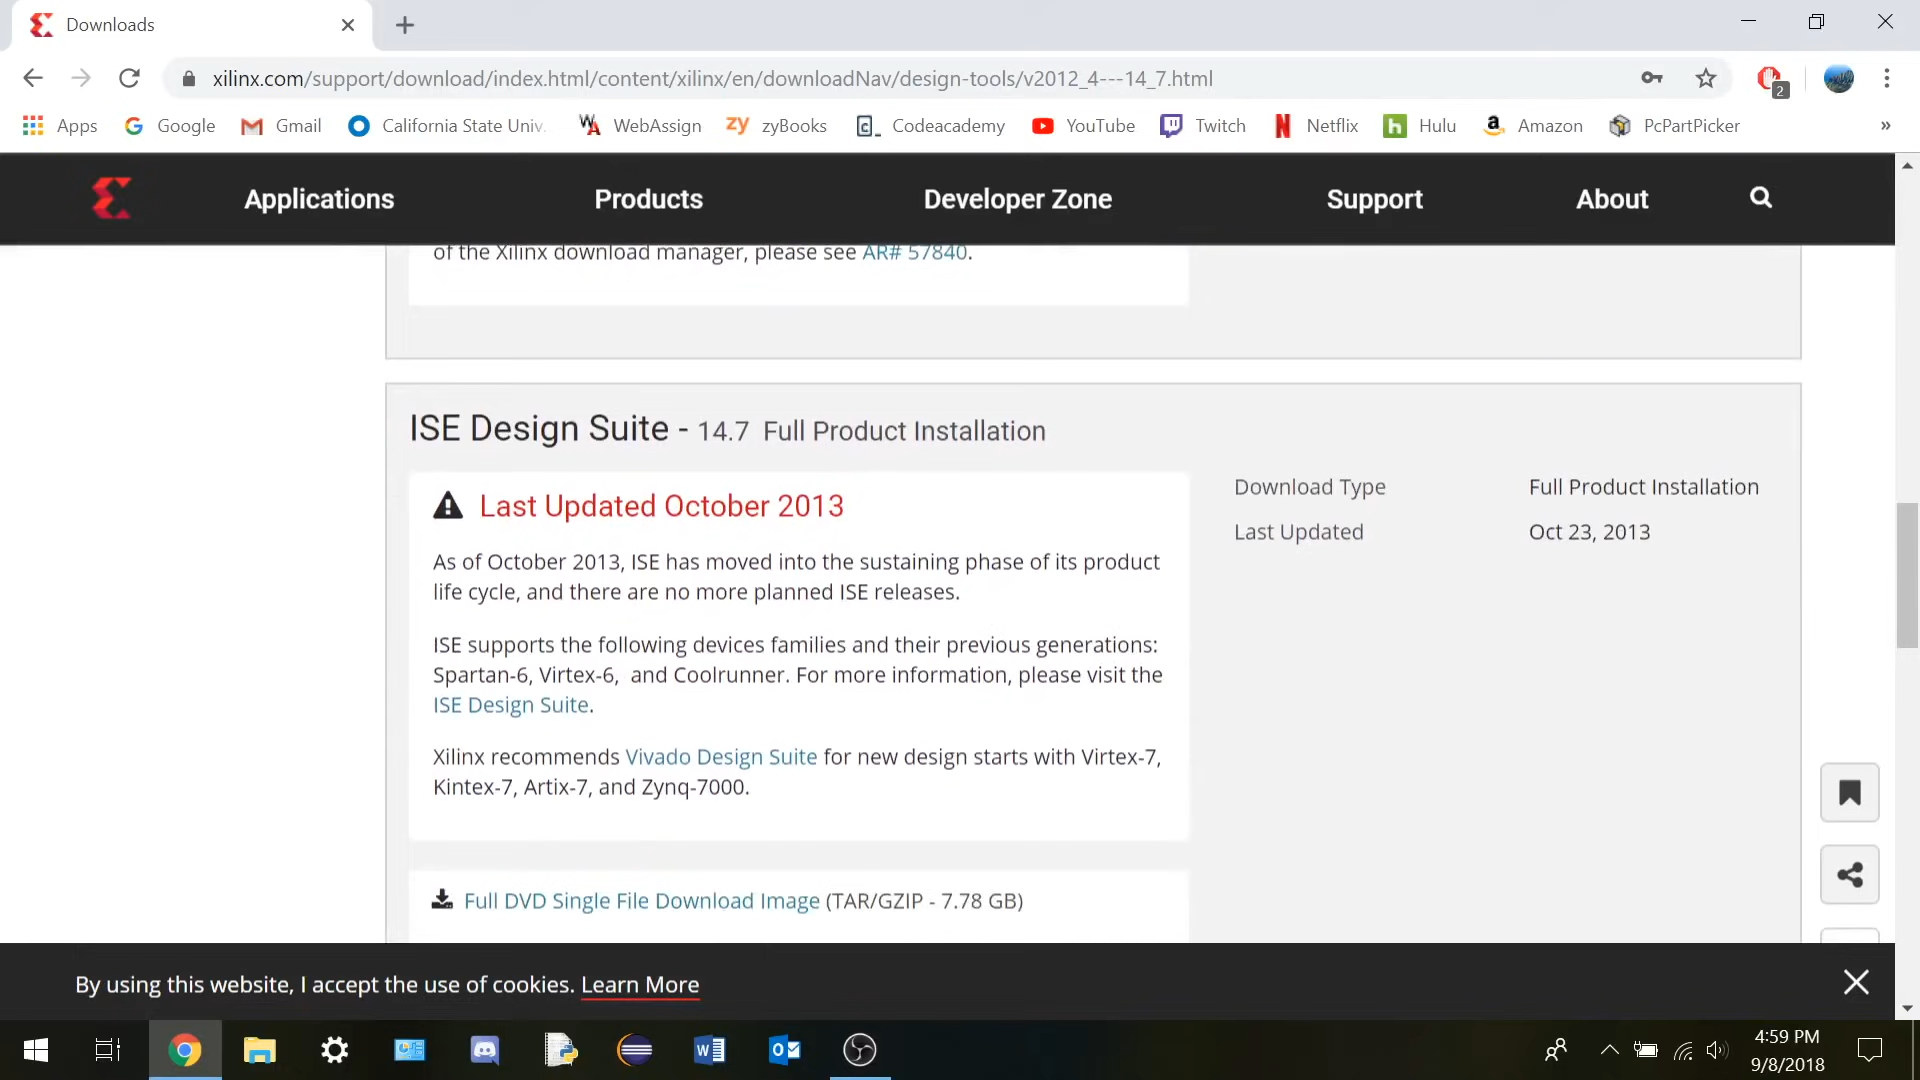 Downloads
xilinx.com/support/download/index.html/content/xilinx/en/downloadNav/design-tools/v2012_4---14_7.html
2
Apps
Google
Gmail
California State Univ.
WebAssign
zyBooks
Codeacademy
YouTube
Twitch
Netflix
Hulu
Amazon
PcPartPicker
»
Applications
Products
Developer Zone
Support
About
of the Xilinx download manager, please see AR# 57840.
ISE Design Suite - 14.7 Full Product Installation
Last Updated October 2013
As of October 2013, ISE has moved into the sustaining phase of its product
life cycle, and there are no more planned ISE releases.
ISE supports the following devices families and their previous generations:
Spartan-6, Virtex-6, and Coolrunner. For more information, please visit the
ISE Design Suite.
Xilinx recommends Vivado Design Suite for new design starts with Virtex-7,
Kintex-7, Artix-7, and Zynq-7000.
Download Type Full Product Installation
Last Updated Oct 23, 2013
Full DVD Single File Download Image (TAR/GZIP - 7.78 GB)
By using this website, I accept the use of cookies. Learn More
4:59 PM
9/8/2018